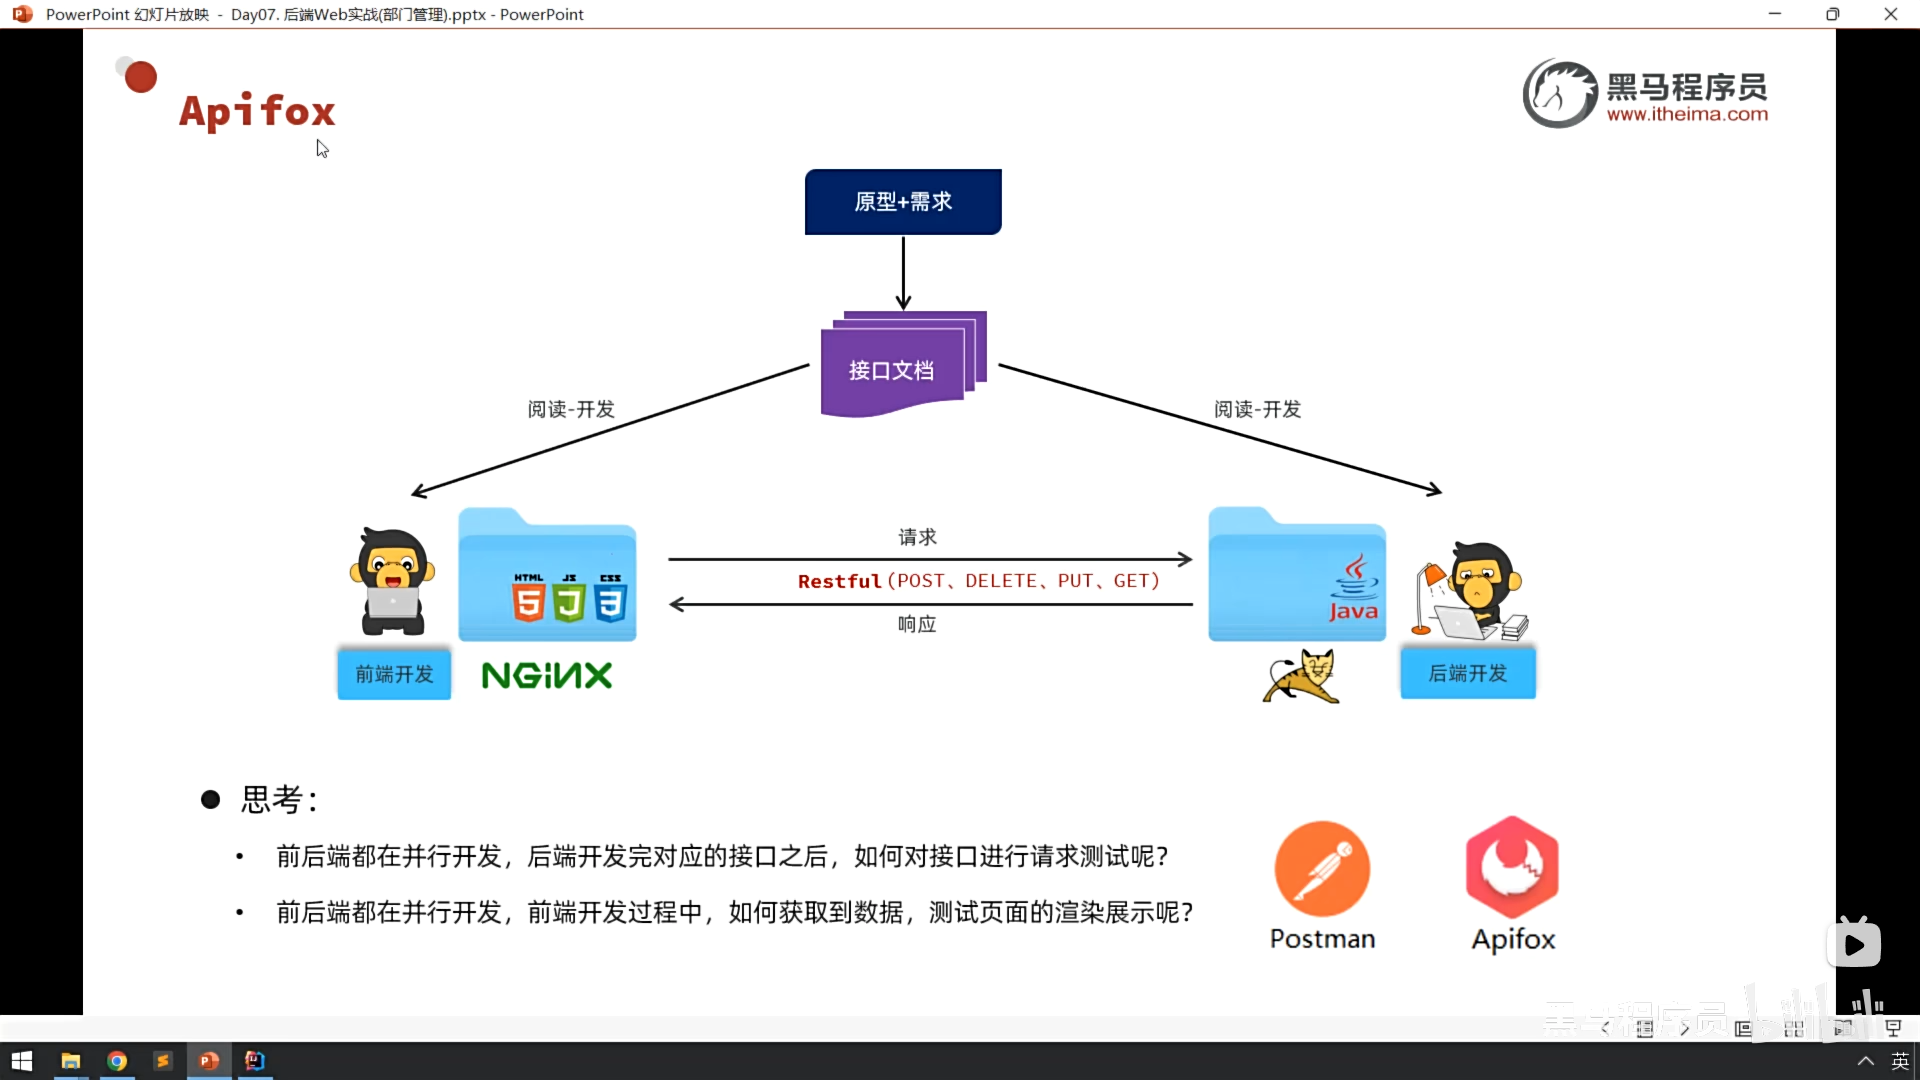 PowerPoint 幻灯片放映 - Day07. 后端Web实战(部门管理).pptx - PowerPoint
Apifox
黑马程序员
www.itheima.com
原型+需求
接口文档
阅读-开发
阅读-开发
请求
Restful(POST、DELETE、PUT、GET)
响应
HTML JS CSS
Java
前端开发
NGiNX
后端开发
思考：
前后端都在并行开发，后端开发完对应的接口之后，如何对接口进行请求测试呢？
前后端都在并行开发，前端开发过程中，如何获取到数据，测试页面的渲染展示呢？
Postman
Apifox
黑马程序员 bilibili
英